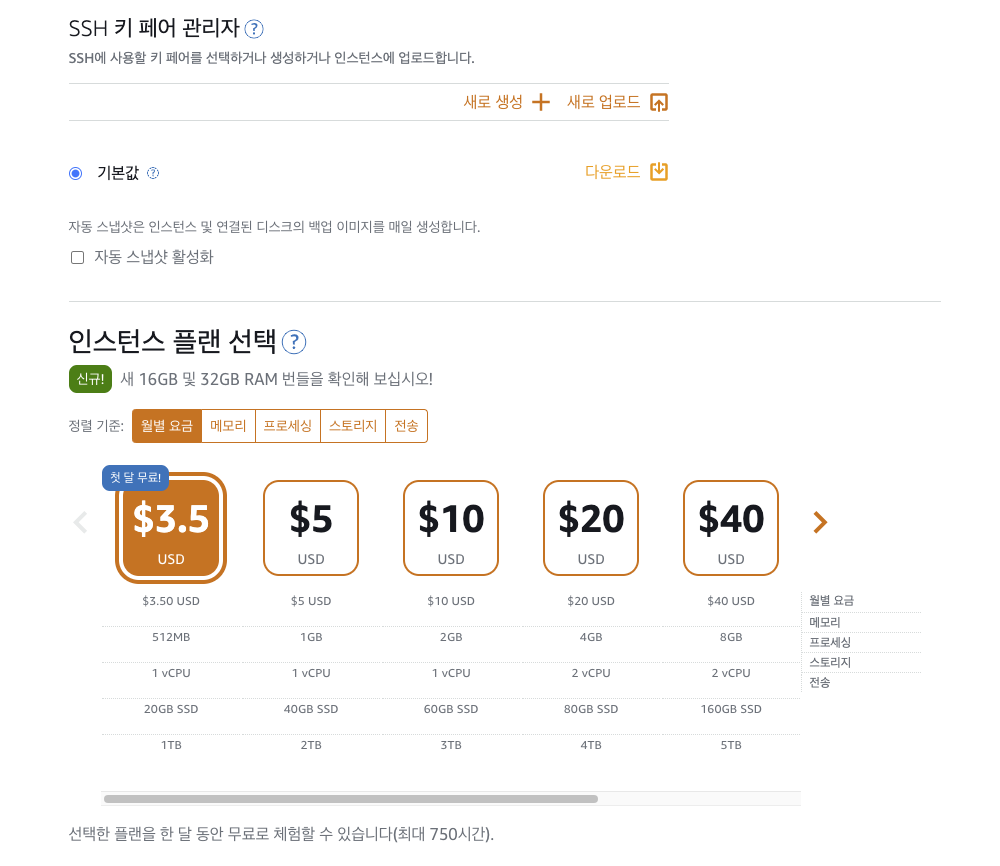 SSH 키 페어 관리자 ?
SSH에 사용할 키 페어를 선택하거나 생성하거나 인스턴스에 업로드합니다.
새로 생성 + 새로 업로드
기본값 ? 다운로드
자동 스냅샷은 인스턴스 및 연결된 디스크의 백업 이미지를 매일 생성합니다.
자동 스냅샷 활성화
인스턴스 플랜 선택 ?
신규! 새 16GB 및 32GB RAM 번들을 확인해 보십시오!
정렬 기준: 월별 요금 메모리 프로세싱 스토리지 전송
첫 달 무료!
$3.5 $5 $10 $20 $40
USD USD USD USD USD
$3.50 USD $5 USD $10 USD $20 USD $40 USD 월별 요금
512MB 1GB 2GB 4GB 8GB 메모리
1 vCPU 1 vCPU 1 vCPU 2 vCPU 2 vCPU 프로세싱
20GB SSD 40GB SSD 60GB SSD 80GB SSD 160GB SSD 스토리지
1TB 2TB 3TB 4TB 5TB 전송
선택한 플랜을 한 달 동안 무료로 체험할 수 있습니다(최대 750시간).